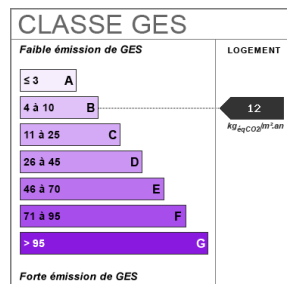 CLASSE GES
Faible émission de GES
LOGEMENT
≤ 3 A
4 à 10 B
12
kgéqCO2/m².an
11 à 25 C
26 à 45 D
46 à 70 E
71 à 95 F
> 95 G
Forte émission de GES